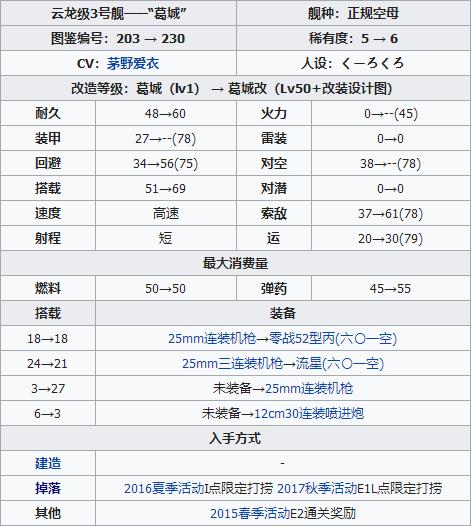 云龙级3号舰——“葛城” 舰种：正规空母
图鉴编号：203 → 230 稀有度：5 → 6
CV：茅野爱衣 人设：くーろくろ
改造等级：葛城（lv1） → 葛城改（Lv50+改装设计图)
耐久 48→60 火力 0→--(45)
装甲 27→--(78) 雷装 0→0
回避 34→56(75) 对空 38→--(78)
搭载 51→69 对潜 0→0
速度 高速 索敌 37→61(78)
射程 短 运 20→30(79)
最大消费量
燃料 50→50 弹药 45→55
搭载 装备
18→18 25mm连装机枪→零战52型丙(六〇一空)
24→21 25mm三连装机枪→流星(六〇一空)
3→27 未装备→25mm连装机枪
6→3 未装备→12cm30连装喷进炮
入手方式
建造 -
掉落 2016夏季活动I点限定打捞 2017秋季活动E1L点限定打捞
其他 2015春季活动E2通关奖励